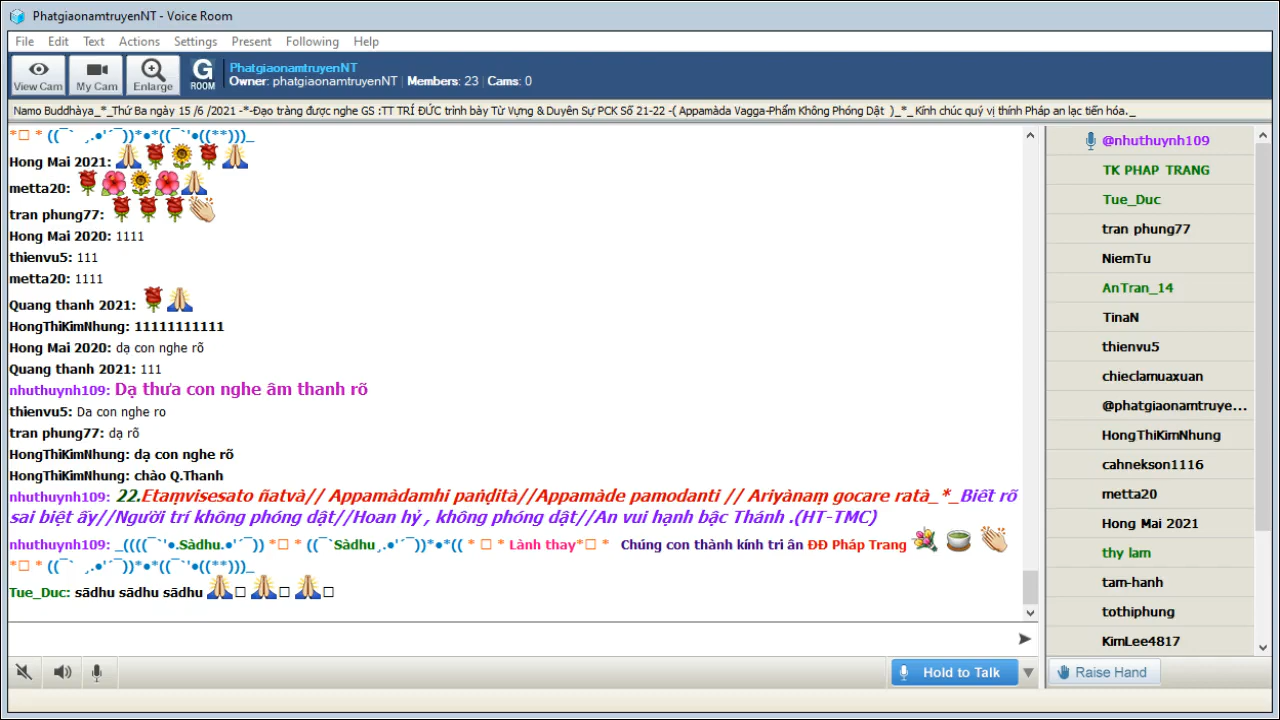 PhatgiaonamtruyenNT - Voice Room
File Edit Text Actions Settings Present Following Help
View Cam My Cam Enlarge G ROOM
PhatgiaonamtruyenNT
Owner: phatgiaonamtruyenNT Members: 23 Cams: 0
Namo Buddhàya_*_Thứ Ba ngày 15 /6 /2021 -*-Đạo tràng được nghe GS :TT TRÍ ĐỨC trình bày Từ Vựng & Duyên Sự PCK Số 21-22 -( Appamàda Vagga-Phẩm Không Phóng Dật )_*_ Kính chúc quý vị thính Pháp an lạc tiến hóa._
*□ * ((¯` ¸.●'´¯))*●*((¯`'●((**)))_
Hong Mai 2021: 🙏🌹🌻🌹🙏
metta20: 🌹🌺🌻🌺🙏
tran phung77: 🌹🌹🌹👏
Hong Mai 2020: 1111
thienvu5: 111
metta20: 1111
Quang thanh 2021: 🌹🙏
HongThiKimNhung: 11111111111
Hong Mai 2020: dạ con nghe rõ
Quang thanh 2021: 111
nhuthuynh109: Dạ thưa con nghe âm thanh rõ
thienvu5: Da con nghe ro
tran phung77: dạ rõ
HongThiKimNhung: dạ con nghe rõ
HongThiKimNhung: chào Q.Thanh
nhuthuynh109: 22.Etaṃvisesato ñatvà// Appamàdamhi paṇḍità//Appamàde pamodanti // Ariyànaṃ gocare ratà_*_Biết rõ
sai biệt ấy//Người trí không phóng dật//Hoan hỷ , không phóng dật//An vui hạnh bậc Thánh .(HT-TMC)
nhuthuynh109: _((((¯`'●.Sàdhu.●'´¯)) *□ * ((¯`Sàdhu¸.●'´¯))*●*(( * □ * Lành thay*□ * Chúng con thành kính tri ân ĐĐ Pháp Trang 💐 🍵 👏
*□ * ((¯` ¸.●'´¯))*●*((¯`'●((**)))_
Tue_Duc: sādhu sādhu sādhu 🙏□ 🙏□ 🙏□
@nhuthuynh109
TK PHAP TRANG
Tue_Duc
tran phung77
NiemTu
AnTran_14
TinaN
thienvu5
chieclamuaxuan
@phatgiaonamtruye...
HongThiKimNhung
cahnekson1116
metta20
Hong Mai 2021
thy lam
tam-hanh
tothiphung
KimLee4817
Hold to Talk Raise Hand